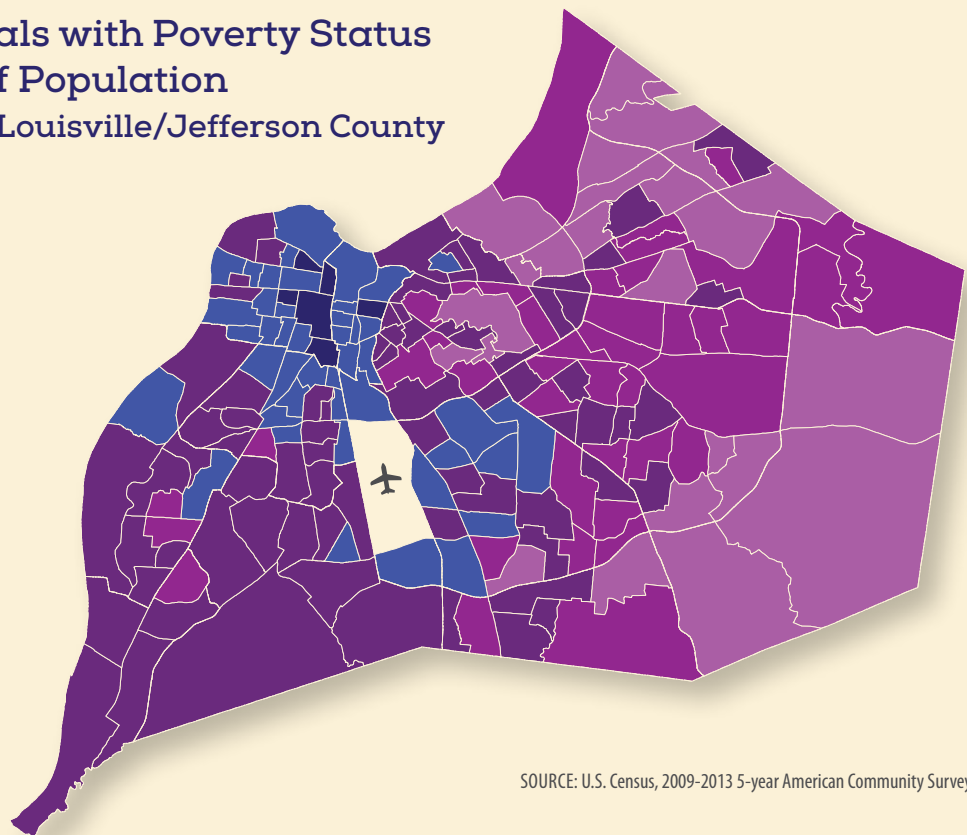 als with Poverty Status
f Population
Louisville/Jefferson County
SOURCE: U.S. Census, 2009-2013 5-year American Community Survey